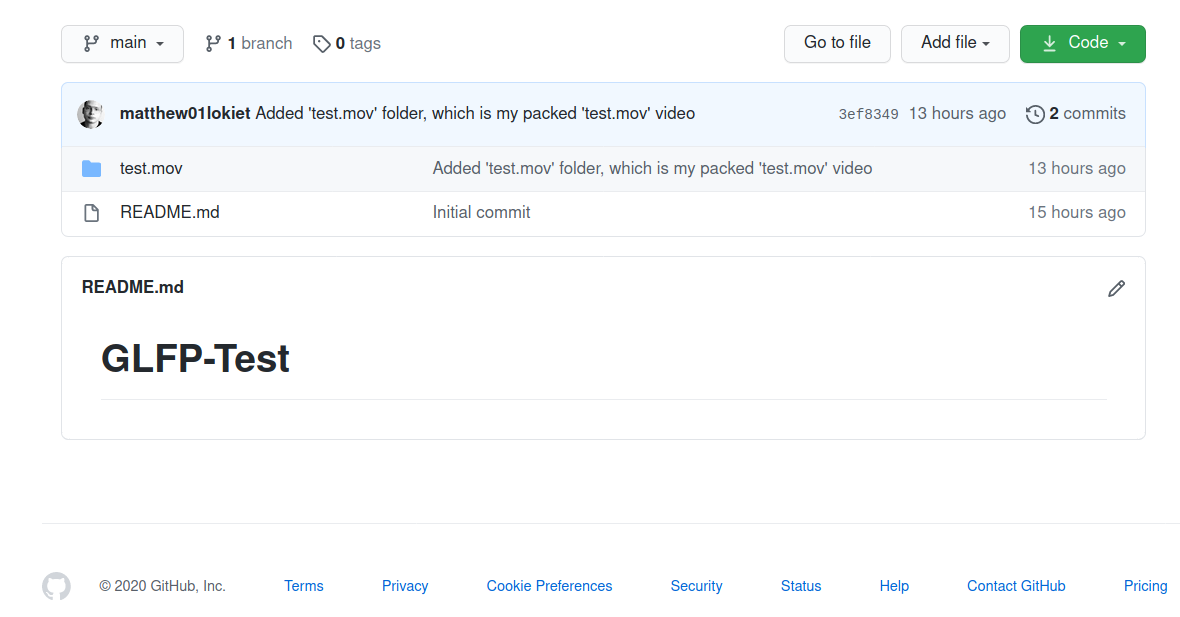 main 1 branch 0 tags Go to file Add file Code
matthew01lokiet Added 'test.mov' folder, which is my packed 'test.mov' video 3ef8349 13 hours ago 2 commits
test.mov Added 'test.mov' folder, which is my packed 'test.mov' video 13 hours ago
README.md Initial commit 15 hours ago
README.md
GLFP-Test
© 2020 GitHub, Inc. Terms Privacy Cookie Preferences Security Status Help Contact GitHub Pricing